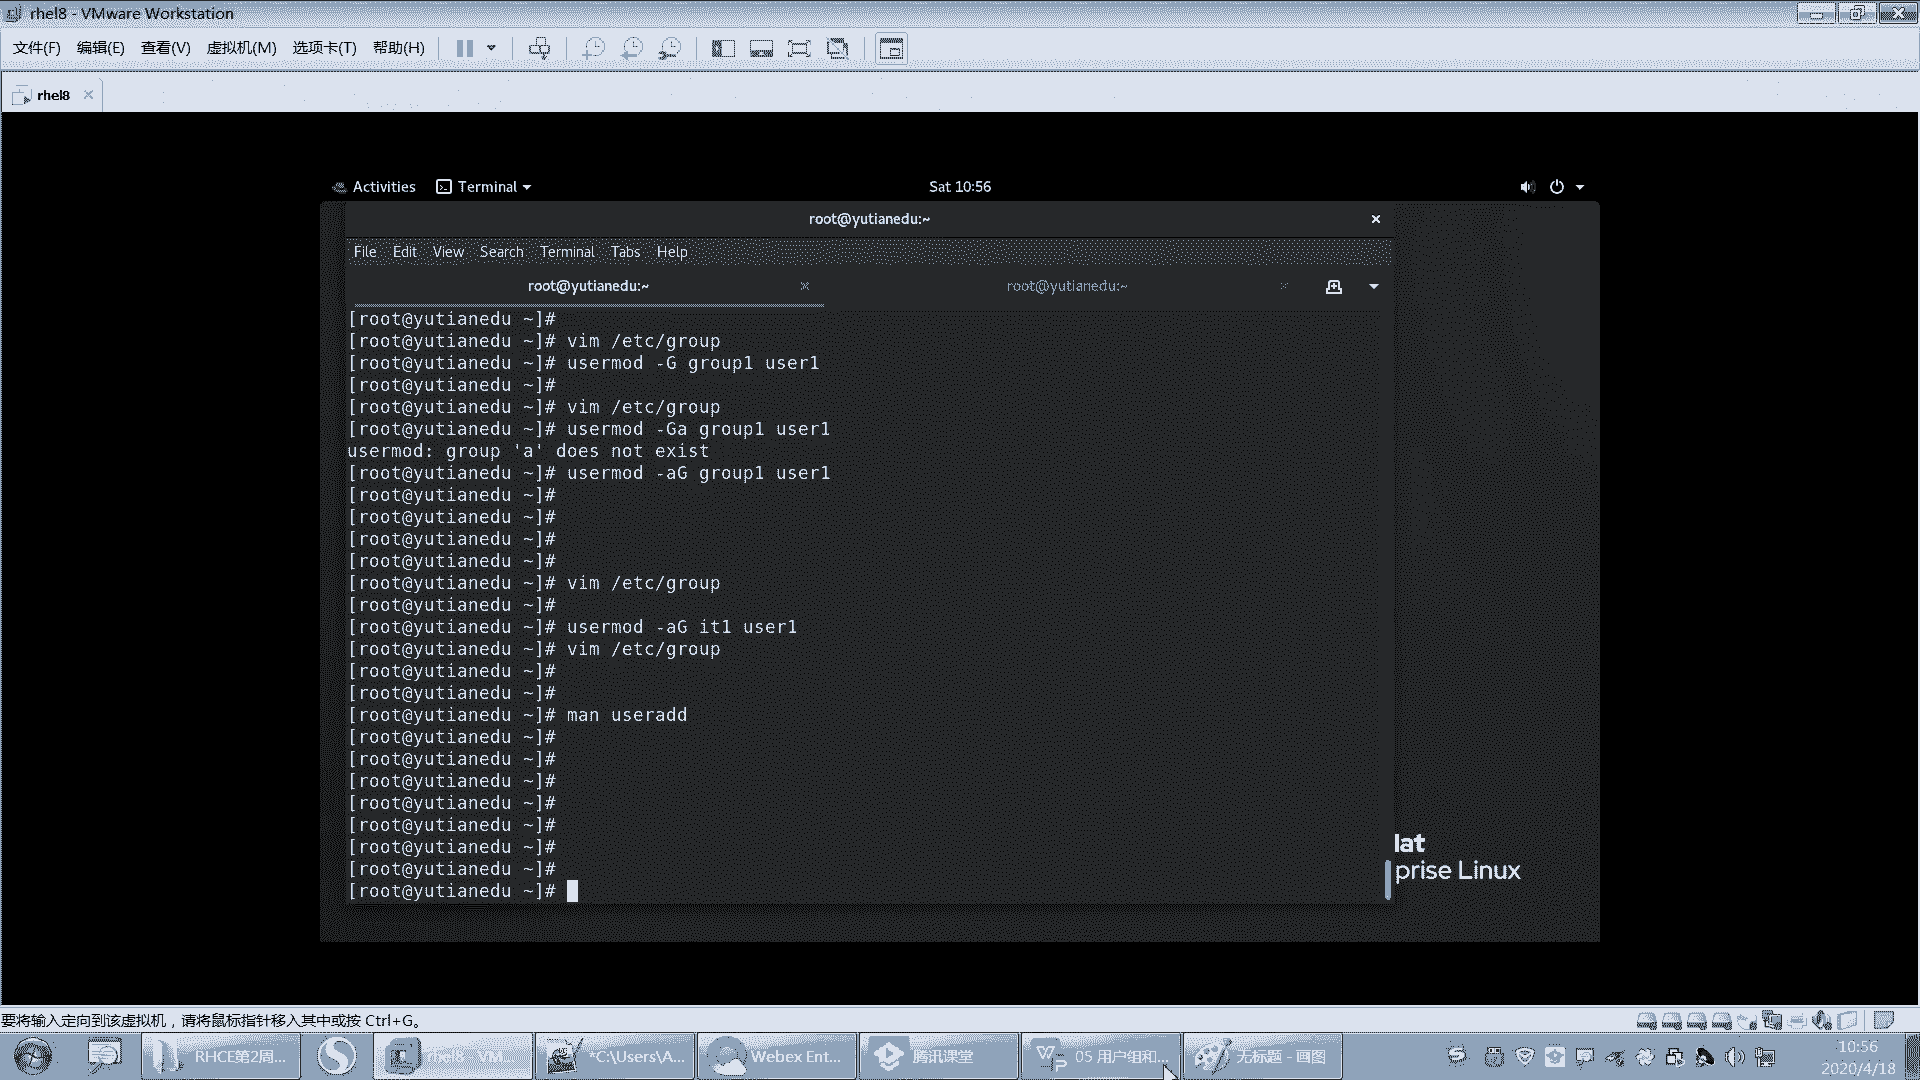 rhel8 - VMware Workstation
文件(F) 编辑(E) 查看(V) 虚拟机(M) 选项卡(T) 帮助(H)
rhel8
Activities Terminal Sat 10:56
root@yutianedu:~
File Edit View Search Terminal Tabs Help
root@yutianedu:~ root@yutianedu:~
[root@yutianedu ~]#
[root@yutianedu ~]# vim /etc/group
[root@yutianedu ~]# usermod -G group1 user1
[root@yutianedu ~]#
[root@yutianedu ~]# vim /etc/group
[root@yutianedu ~]# usermod -Ga group1 user1
usermod: group 'a' does not exist
[root@yutianedu ~]# usermod -aG group1 user1
[root@yutianedu ~]#
[root@yutianedu ~]#
[root@yutianedu ~]#
[root@yutianedu ~]#
[root@yutianedu ~]# vim /etc/group
[root@yutianedu ~]#
[root@yutianedu ~]# usermod -aG it1 user1
[root@yutianedu ~]# vim /etc/group
[root@yutianedu ~]#
[root@yutianedu ~]#
[root@yutianedu ~]# man useradd
[root@yutianedu ~]#
[root@yutianedu ~]#
[root@yutianedu ~]#
[root@yutianedu ~]#
[root@yutianedu ~]#
[root@yutianedu ~]#
[root@yutianedu ~]#
[root@yutianedu ~]#
lat
prise Linux
要将输入定向到该虚拟机，请将鼠标指针移入其中或按 Ctrl+G。
RHCE第2周... rhel8 - VM... *C:\Users\A... Webex Ent... 腾讯课堂 05 用户组和... 无标题 - 画图
10:56
2020/4/18